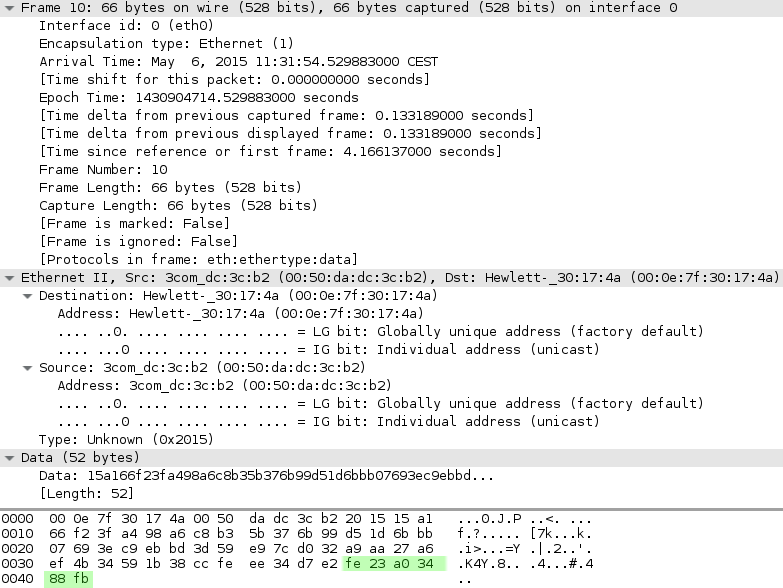 Frame 10: 66 bytes on wire (528 bits), 66 bytes captured (528 bits) on interface 0
Interface id: 0 (eth0)
Encapsulation type: Ethernet (1)
Arrival Time: May  6, 2015 11:31:54.529883000 CEST
[Time shift for this packet: 0.000000000 seconds]
Epoch Time: 1430904714.529883000 seconds
[Time delta from previous captured frame: 0.133189000 seconds]
[Time delta from previous displayed frame: 0.133189000 seconds]
[Time since reference or first frame: 4.166137000 seconds]
Frame Number: 10
Frame Length: 66 bytes (528 bits)
Capture Length: 66 bytes (528 bits)
[Frame is marked: False]
[Frame is ignored: False]
[Protocols in frame: eth:ethertype:data]
Ethernet II, Src: 3com_dc:3c:b2 (00:50:da:dc:3c:b2), Dst: Hewlett-_30:17:4a (00:0e:7f:30:17:4a)
Destination: Hewlett-_30:17:4a (00:0e:7f:30:17:4a)
Address: Hewlett-_30:17:4a (00:0e:7f:30:17:4a)
.... ..0. .... .... .... .... = LG bit: Globally unique address (factory default)
.... ...0 .... .... .... .... = IG bit: Individual address (unicast)
Source: 3com_dc:3c:b2 (00:50:da:dc:3c:b2)
Address: 3com_dc:3c:b2 (00:50:da:dc:3c:b2)
.... ..0. .... .... .... .... = LG bit: Globally unique address (factory default)
.... ...0 .... .... .... .... = IG bit: Individual address (unicast)
Type: Unknown (0x2015)
Data (52 bytes)
Data: 15a166f23fa498a6c8b35b376b99d51d6bbb07693ec9ebbd...
[Length: 52]
0000  00 0e 7f 30 17 4a 00 50  da dc 3c b2 20 15 15 a1   ...0.J.P ..<. ...
0010  66 f2 3f a4 98 a6 c8 b3  5b 37 6b 99 d5 1d 6b bb   f.?..... [7k...k.
0020  07 69 3e c9 eb bd 3d 59  e9 7c d0 32 a9 aa 27 a6   .i>...=Y .|.2..'.
0030  ef 4b 34 59 1b 38 cc fe  ee 34 d7 e2 fe 23 a0 34   .K4Y.8.. .4...#.4
0040  88 fb   ..